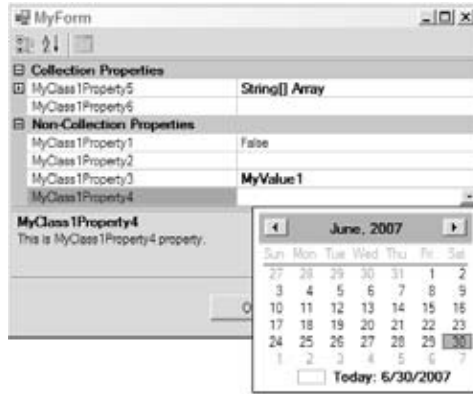 MyForm
Collection Properties
MyClass1Property5 String[] Array
MyClass1Property6
Non-Collection Properties
MyClass1Property1 False
MyClass1Property2
MyClass1Property3 MyValue1
MyClass1Property4
MyClass1Property4
This is MyClass1Property4 property.
June, 2007
Sun Mon Tue Wed Thu Fri Sat
27 28 29 30 31 1 2
3 4 5 6 7 8 9
10 11 12 13 14 15 16
17 18 19 20 21 22 23
24 25 26 27 28 29 30
1 2 3 4 5 6 7
Today: 6/30/2007